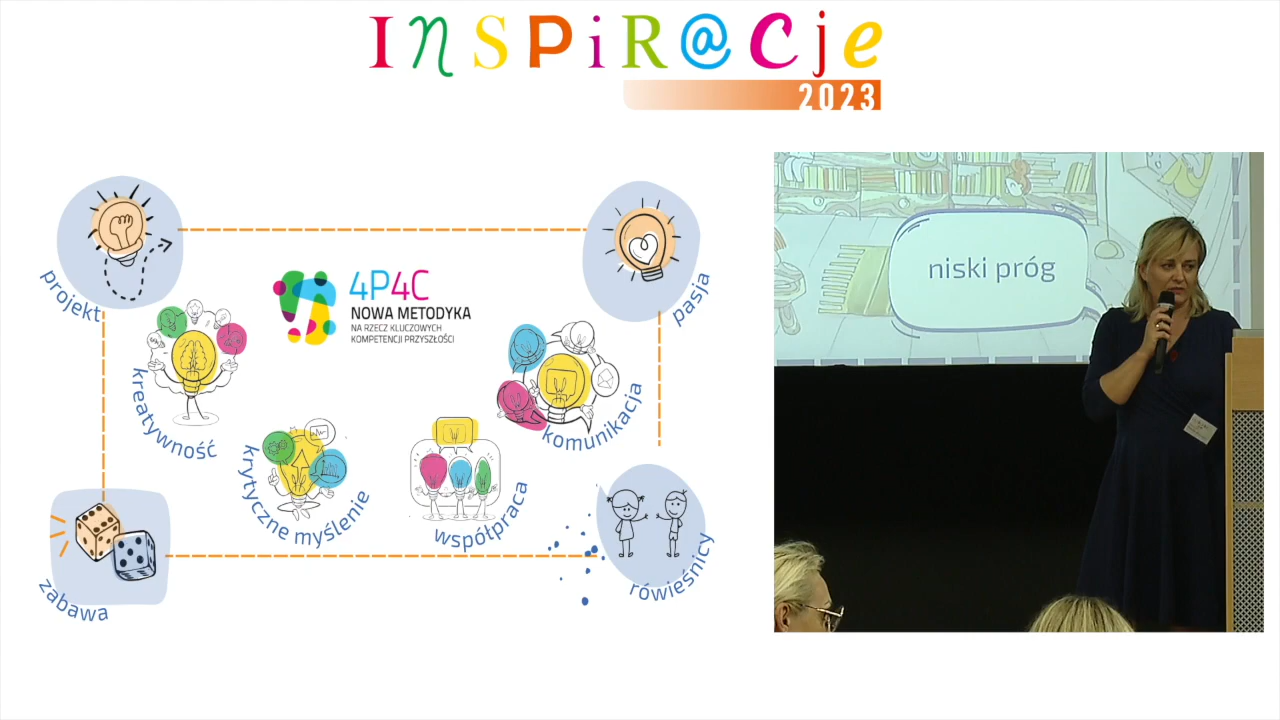 INSPiR@Cje
2023
projekt
pasja
4P4C
NOWA METODYKA
NA RZECZ KLUCZOWYCH
KOMPETENCJI PRZYSZŁOŚCI
kreatywność
komunikacja
krytyczne myślenie
współpraca
zabawa
rówieśnicy
niski próg